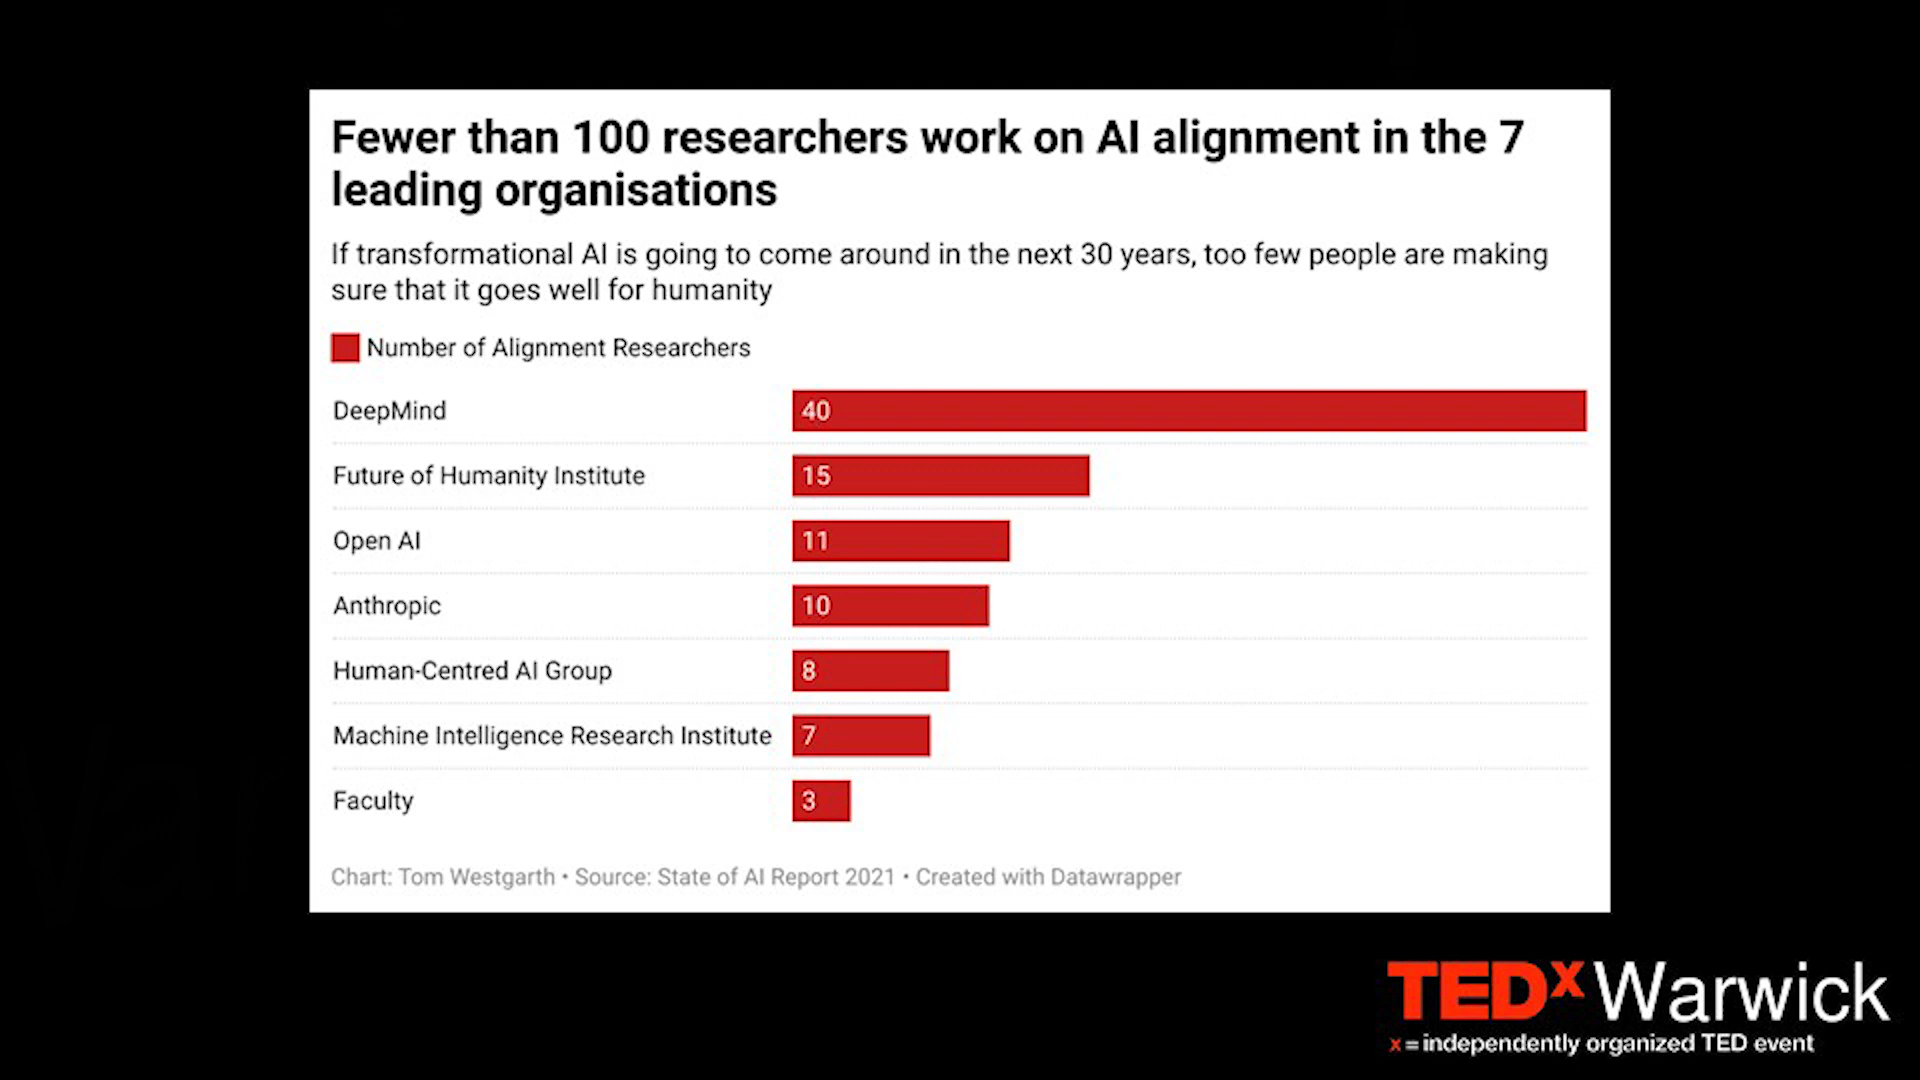 Fewer than 100 researchers work on AI alignment in the 7
leading organisations
If transformational AI is going to come around in the next 30 years, too few people are making
sure that it goes well for humanity
Number of Alignment Researchers
DeepMind 40
Future of Humanity Institute 15
Open AI 11
Anthropic 10
Human-Centred AI Group 8
Machine Intelligence Research Institute 7
Faculty 3
Chart: Tom Westgarth • Source: State of AI Report 2021 • Created with Datawrapper
TEDx Warwick
x = independently organized TED event